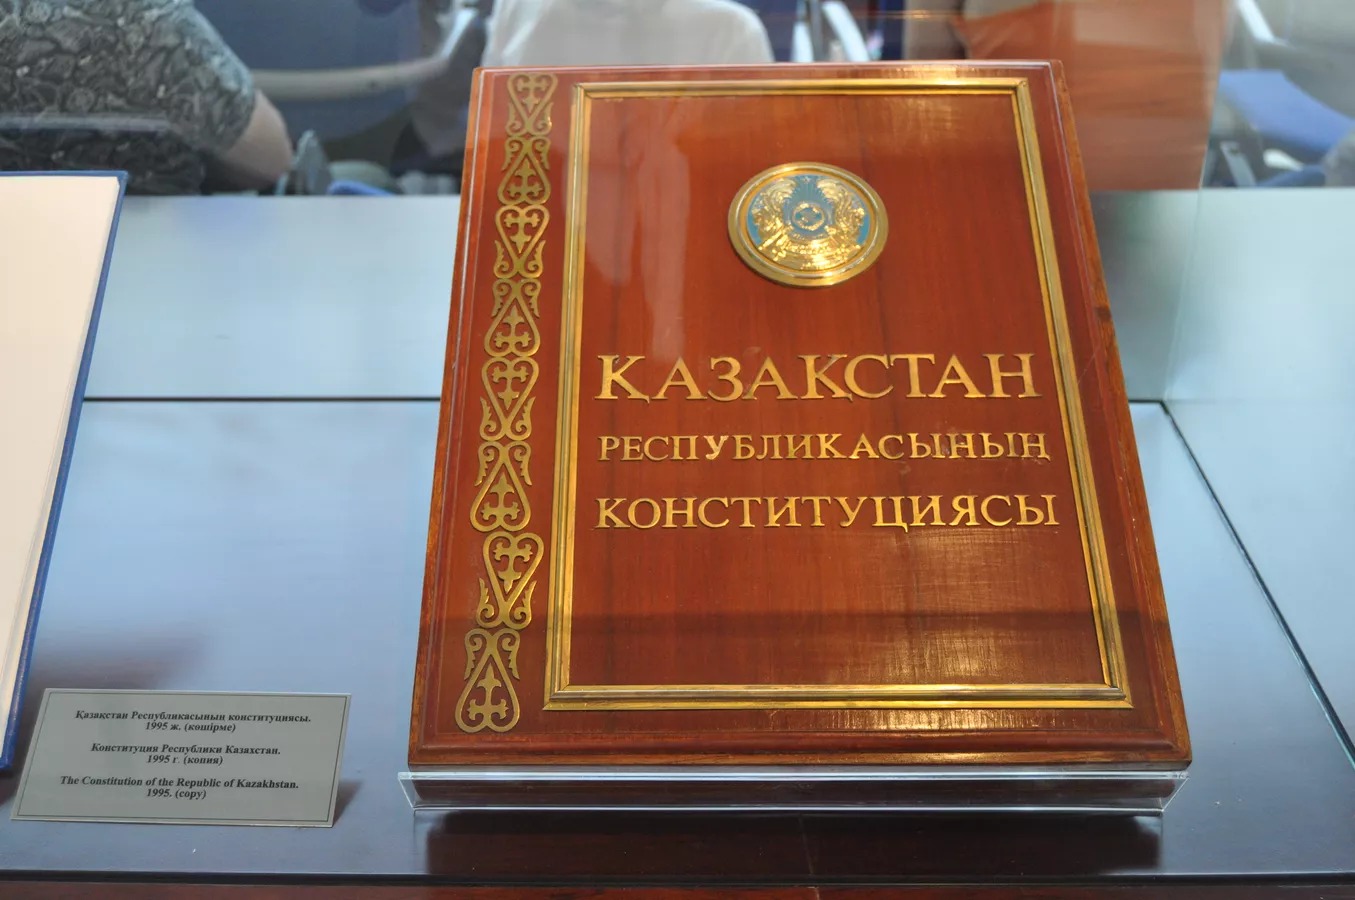 ҚАЗАҚСТАН
РЕСПУБЛИКАСЫНЫҢ
КОНСТИТУЦИЯСЫ
Қазақстан Республикасының конституциясы.
1995 ж. (көшірме)
Конституция Республики Казахстан.
1995 г. (копия)
The Constitution of the Republic of Kazakhstan.
1995. (copy)